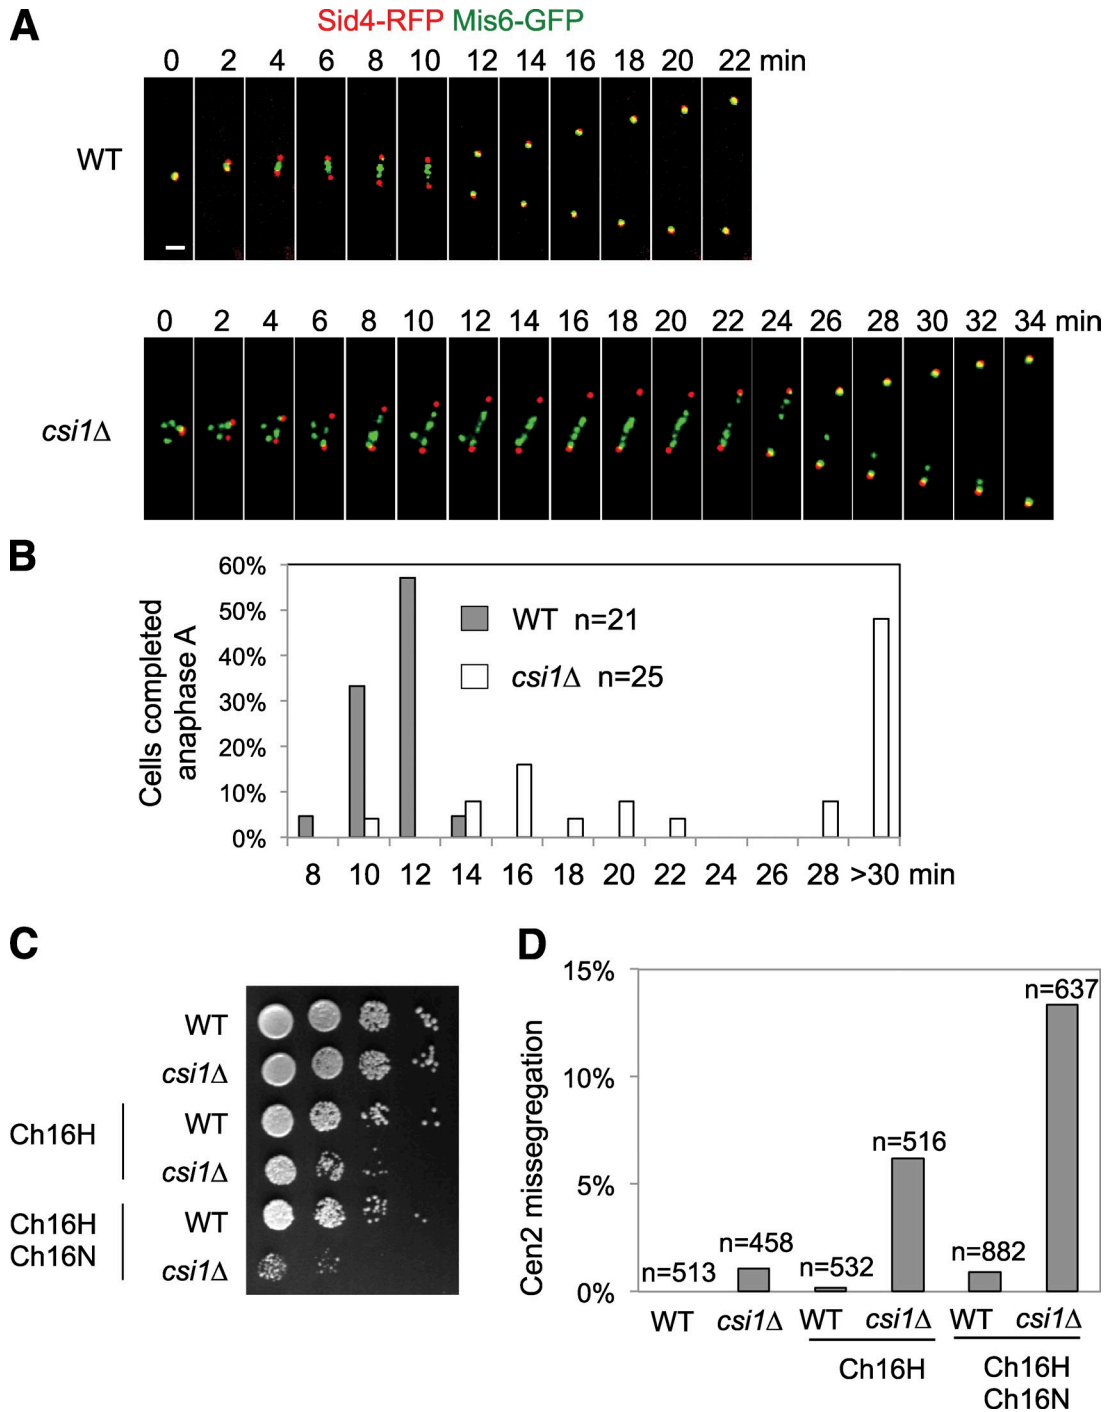 A
Sid4-RFP Mis6-GFP
0 2 4 6 8 10 12 14 16 18 20 22 min
WT
0 2 4 6 8 10 12 14 16 18 20 22 24 26 28 30 32 34 min
csi1Δ
B
Cells completed
anaphase A
60%
50%
40%
30%
20%
10%
0%
WT n=21
csi1Δ n=25
8 10 12 14 16 18 20 22 24 26 28 >30 min
C
WT
csi1Δ
Ch16H
WT
csi1Δ
Ch16H
Ch16N
WT
csi1Δ
D
Cen2 missegregation
15%
10%
5%
0%
n=513
n=458
n=532
n=516
n=882
n=637
WT csi1Δ WT csi1Δ WT csi1Δ
Ch16H
Ch16H
Ch16N